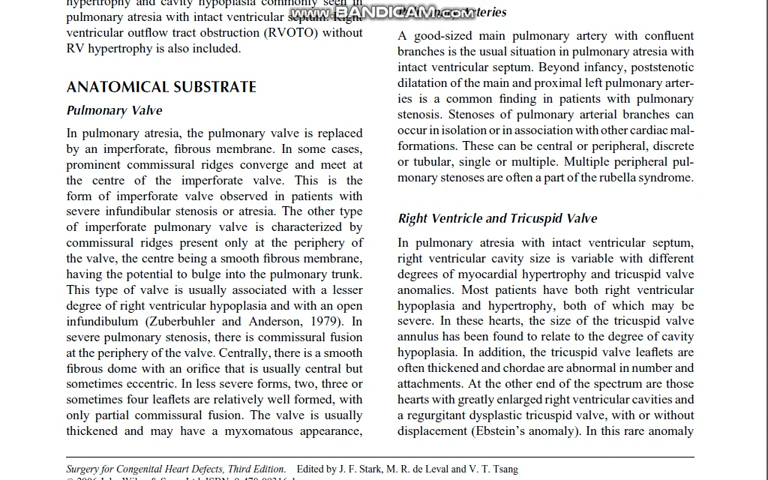 hypertrophy and cavity hypoplasia commonly seen in
pulmonary atresia with intact ventricular septum. Right
ventricular outflow tract obstruction (RVOTO) without
RV hypertrophy is also included.
ANATOMICAL SUBSTRATE
Pulmonary Valve
In pulmonary atresia, the pulmonary valve is replaced
by an imperforate, fibrous membrane. In some cases,
prominent commissural ridges converge and meet at
the centre of the imperforate valve. This is the
form of imperforate valve observed in patients with
severe infundibular stenosis or atresia. The other type
of imperforate pulmonary valve is characterized by
commissural ridges present only at the periphery of
the valve, the centre being a smooth fibrous membrane,
having the potential to bulge into the pulmonary trunk.
This type of valve is usually associated with a lesser
degree of right ventricular hypoplasia and with an open
infundibulum (Zuberbuhler and Anderson, 1979). In
severe pulmonary stenosis, there is commissural fusion
at the periphery of the valve. Centrally, there is a smooth
fibrous dome with an orifice that is usually central but
sometimes eccentric. In less severe forms, two, three or
sometimes four leaflets are relatively well formed, with
only partial commissural fusion. The valve is usually
thickened and may have a myxomatous appearance,
www.BANDICAM.com
Arteries
A good-sized main pulmonary artery with confluent
branches is the usual situation in pulmonary atresia with
intact ventricular septum. Beyond infancy, poststenotic
dilatation of the main and proximal left pulmonary arter-
ies is a common finding in patients with pulmonary
stenosis. Stenoses of pulmonary arterial branches can
occur in isolation or in association with other cardiac mal-
formations. These can be central or peripheral, discrete
or tubular, single or multiple. Multiple peripheral pul-
monary stenoses are often a part of the rubella syndrome.
Right Ventricle and Tricuspid Valve
In pulmonary atresia with intact ventricular septum,
right ventricular cavity size is variable with different
degrees of myocardial hypertrophy and tricuspid valve
anomalies. Most patients have both right ventricular
hypoplasia and hypertrophy, both of which may be
severe. In these hearts, the size of the tricuspid valve
annulus has been found to relate to the degree of cavity
hypoplasia. In addition, the tricuspid valve leaflets are
often thickened and chordae are abnormal in number and
attachments. At the other end of the spectrum are those
hearts with greatly enlarged right ventricular cavities and
a regurgitant dysplastic tricuspid valve, with or without
displacement (Ebstein's anomaly). In this rare anomaly
Surgery for Congenital Heart Defects, Third Edition. Edited by J. F. Stark, M. R. de Leval and V. T. Tsang